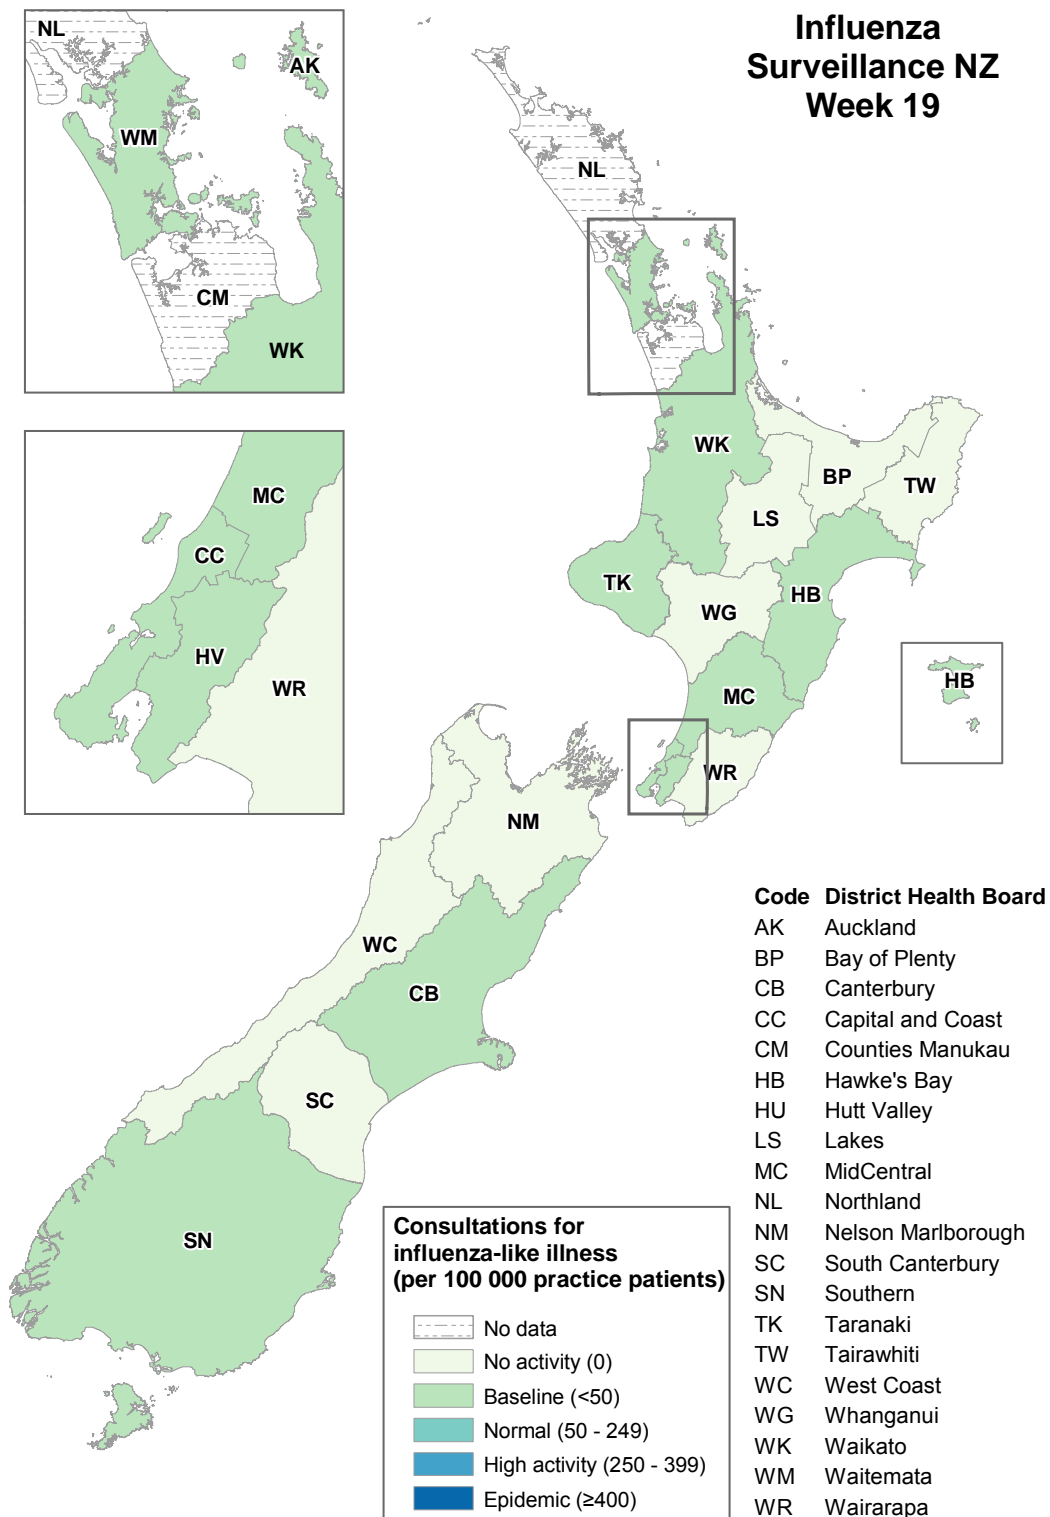 Influenza
Surveillance NZ
Week 19
NL
AK
WM
CM
WK
NL
WK
BP
TW
LS
TK
HB
WG
MC
WR
HB
MC
CC
HV
WR
NM
WC
CB
SC
SN
Code District Health Board
AK Auckland
BP Bay of Plenty
CB Canterbury
CC Capital and Coast
CM Counties Manukau
HB Hawke's Bay
HU Hutt Valley
LS Lakes
MC MidCentral
NL Northland
NM Nelson Marlborough
SC South Canterbury
SN Southern
TK Taranaki
TW Tairawhiti
WC West Coast
WG Whanganui
WK Waikato
WM Waitemata
WR Wairarapa
Consultations for
influenza-like illness
(per 100 000 practice patients)
No data
No activity (0)
Baseline (<50)
Normal (50 - 249)
High activity (250 - 399)
Epidemic (≥400)